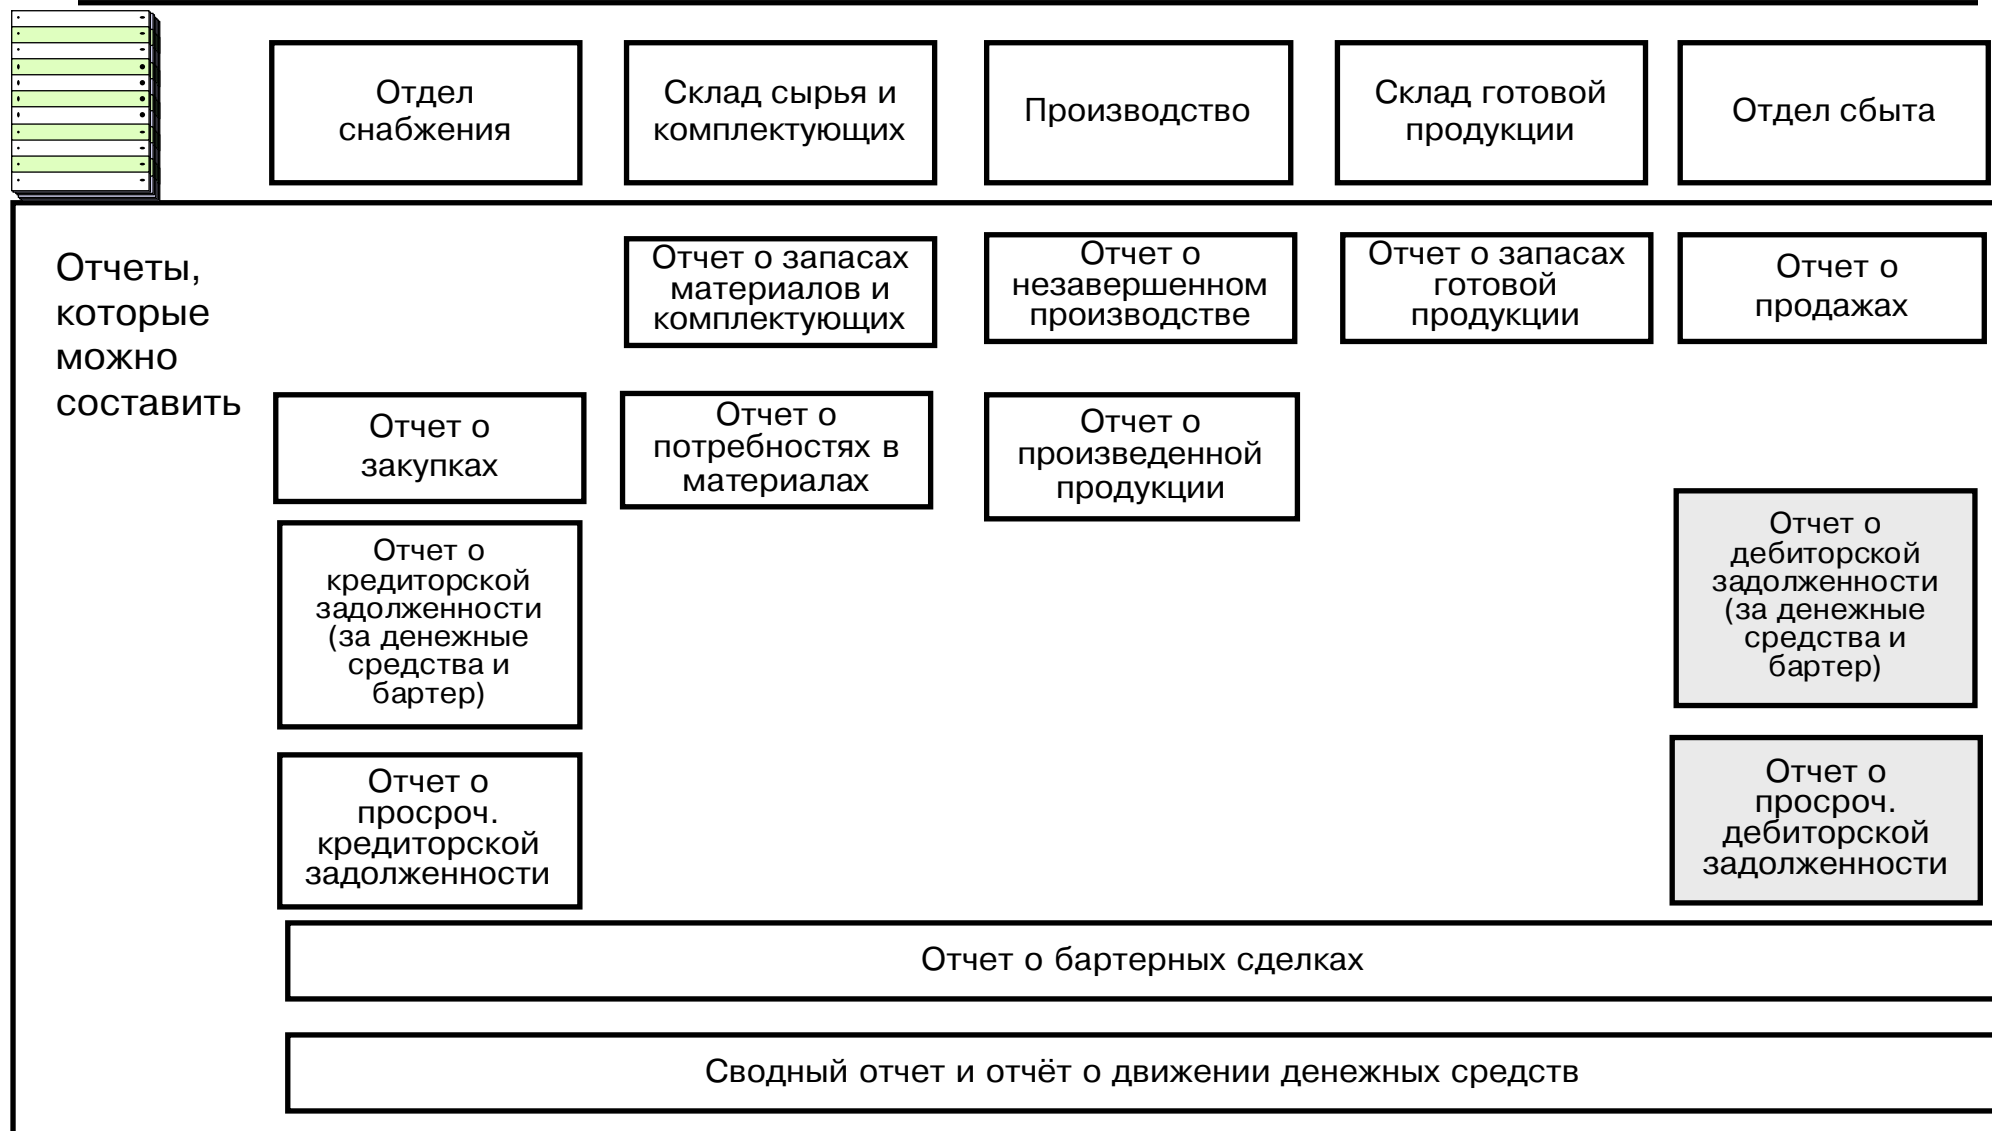 Отдел
снабжения
Склад сырья и
комплектующих
Производство
Склад готовой
продукции
Отдел сбыта
Отчеты,
которые
можно
составить
Отчет о запасах
материалов и
комплектующих
Отчет о
незавершенном
производстве
Отчет о запасах
готовой
продукции
Отчет о
продажах
Отчет о
закупках
Отчет о
потребностях в
материалах
Отчет о
произведенной
продукции
Отчет о
кредиторской
задолженности
(за денежные
средства и
бартер)
Отчет о
дебиторской
задолженности
(за денежные
средства и
бартер)
Отчет о
просроч.
кредиторской
задолженности
Отчет о
просроч.
дебиторской
задолженности
Отчет о бартерных сделках
Сводный отчет и отчёт о движении денежных средств